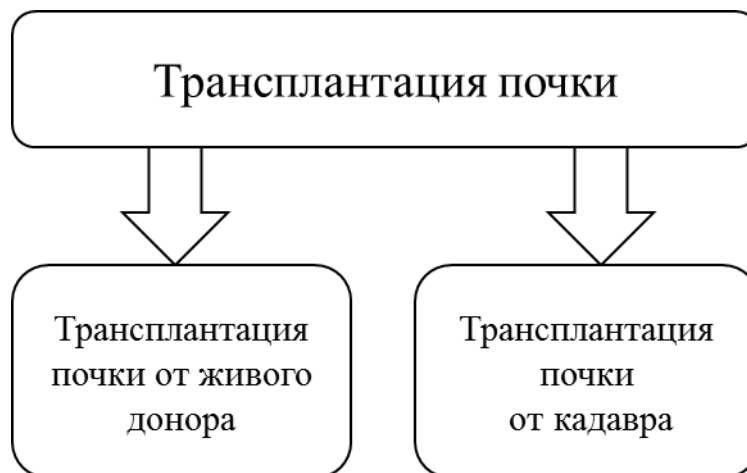 Трансплантация почки
Трансплантация
почки от живого
донора
Трансплантация
почки
от кадавра